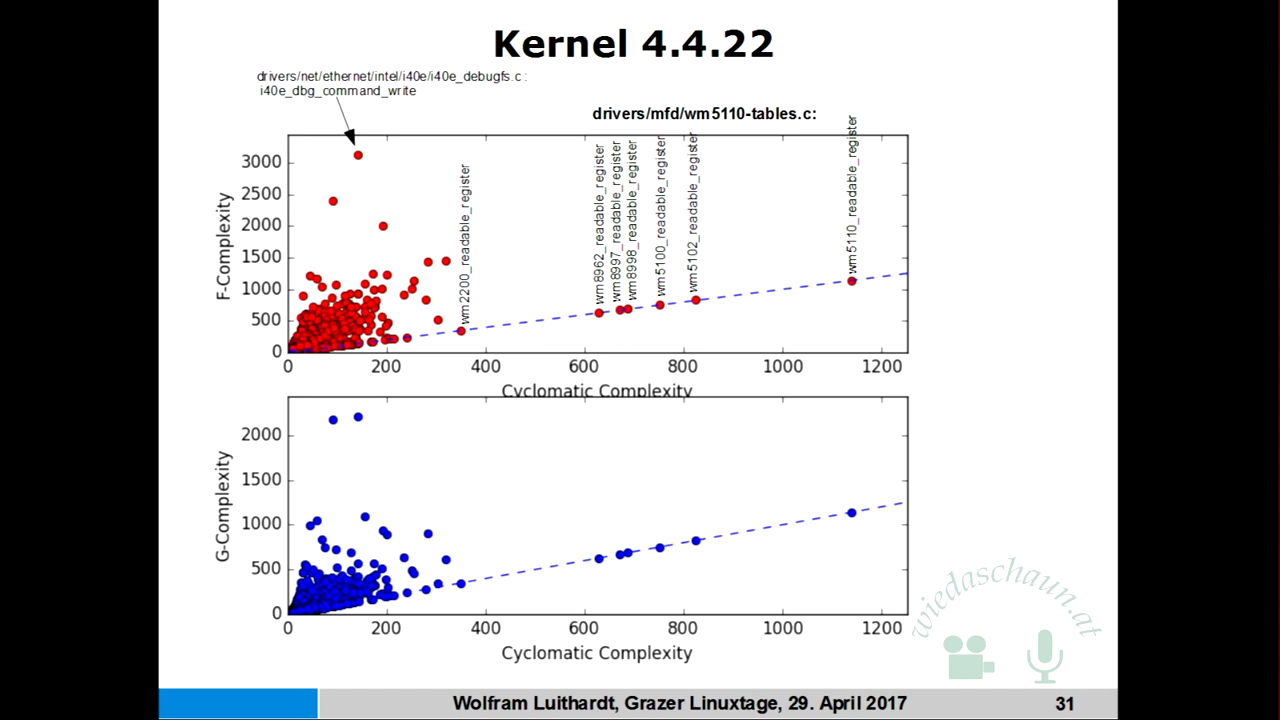 Kernel 4.4.22
drivers/net/ethernet/intel/i40e/i40e_debugfs.c :
i40e_dbg_command_write
drivers/mfd/wm5110-tables.c:
wm2200_readable_register
wm8962_readable_register
wm8997_readable_register
wm8998_readable_register
wm5100_readable_register
wm5102_readable_register
wm5110_readable_register
F-Complexity
3000
2500
2000
1500
1000
500
0
0 200 400 600 800 1000 1200
Cyclomatic Complexity
G-Complexity
2000
1500
1000
500
0
0 200 400 600 800 1000 1200
Cyclomatic Complexity
wiedaschaun.at
Wolfram Luithardt, Grazer Linuxtage, 29. April 2017 31